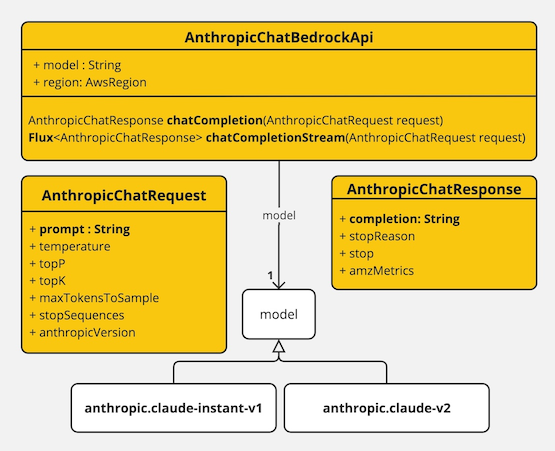 AnthropicChatBedrockApi
+ model : String
+ region: AwsRegion
AnthropicChatResponse chatCompletion(AnthropicChatRequest request)
Flux<AnthropicChatResponse> chatCompletionStream(AnthropicChatRequest request)
AnthropicChatRequest
+ prompt : String
+ temperature
+ topP
+ topK
+ maxTokensToSample
+ stopSequences
+ anthropicVersion
model
1
AnthropicChatResponse
+ completion: String
+ stopReason
+ stop
+ amzMetrics
model
anthropic.claude-instant-v1
anthropic.claude-v2